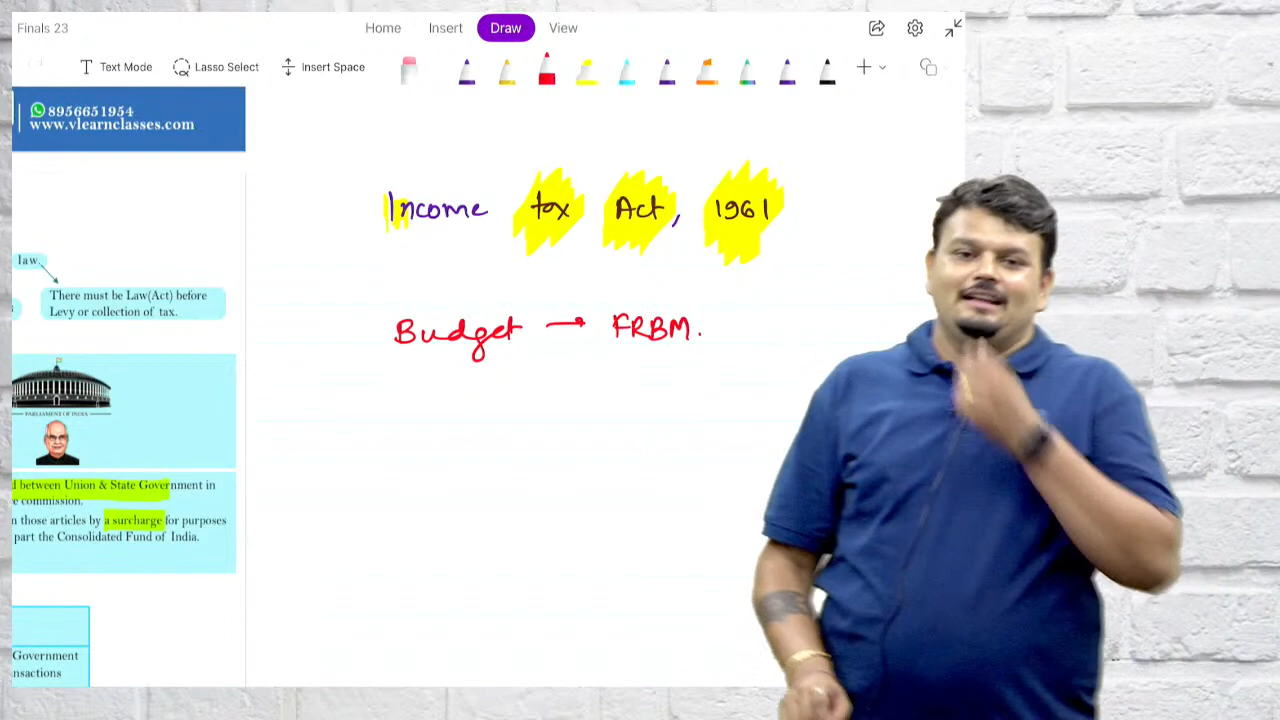 Finals 23
Home Insert Draw View
Text Mode Lasso Select Insert Space
8956651954
www.vlearnclasses.com
Income tax Act, 1961
law.
There must be Law(Act) before
Levy or collection of tax.
Budget → FRBM.
PARLIAMENT OF INDIA
between Union & State Government in
commission.
those articles by a surcharge for purposes
part the Consolidated Fund of India.
Government
nsactions